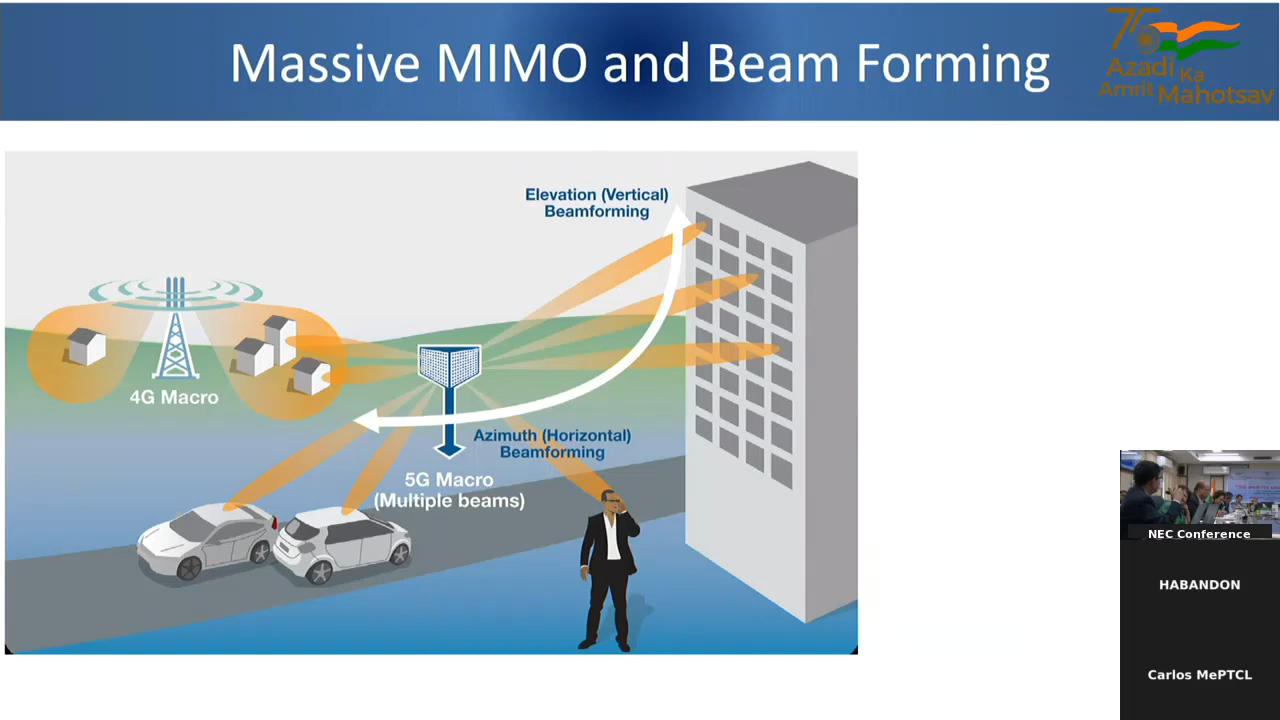 Massive MIMO and Beam Forming
75
Azadi
Ka
Amrit
Mahotsav
Elevation (Vertical)
Beamforming
4G Macro
Azimuth (Horizontal)
Beamforming
5G Macro
(Multiple beams)
NEC Conference
HABANDON
Carlos MePTCL